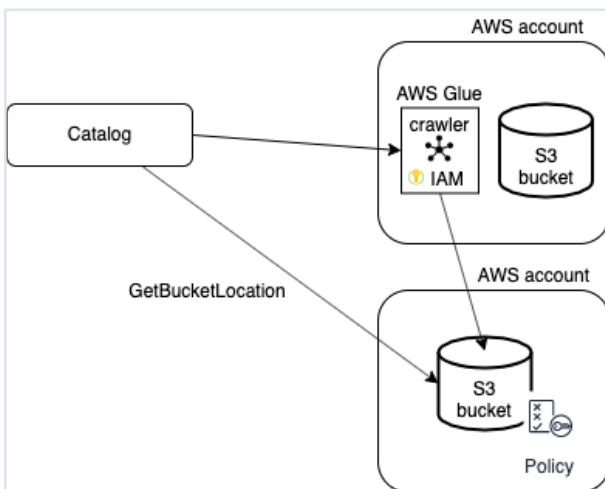 AWS account
AWS Glue
crawler
IAM
S3
bucket
Catalog
GetBucketLocation
AWS account
S3
bucket
Policy